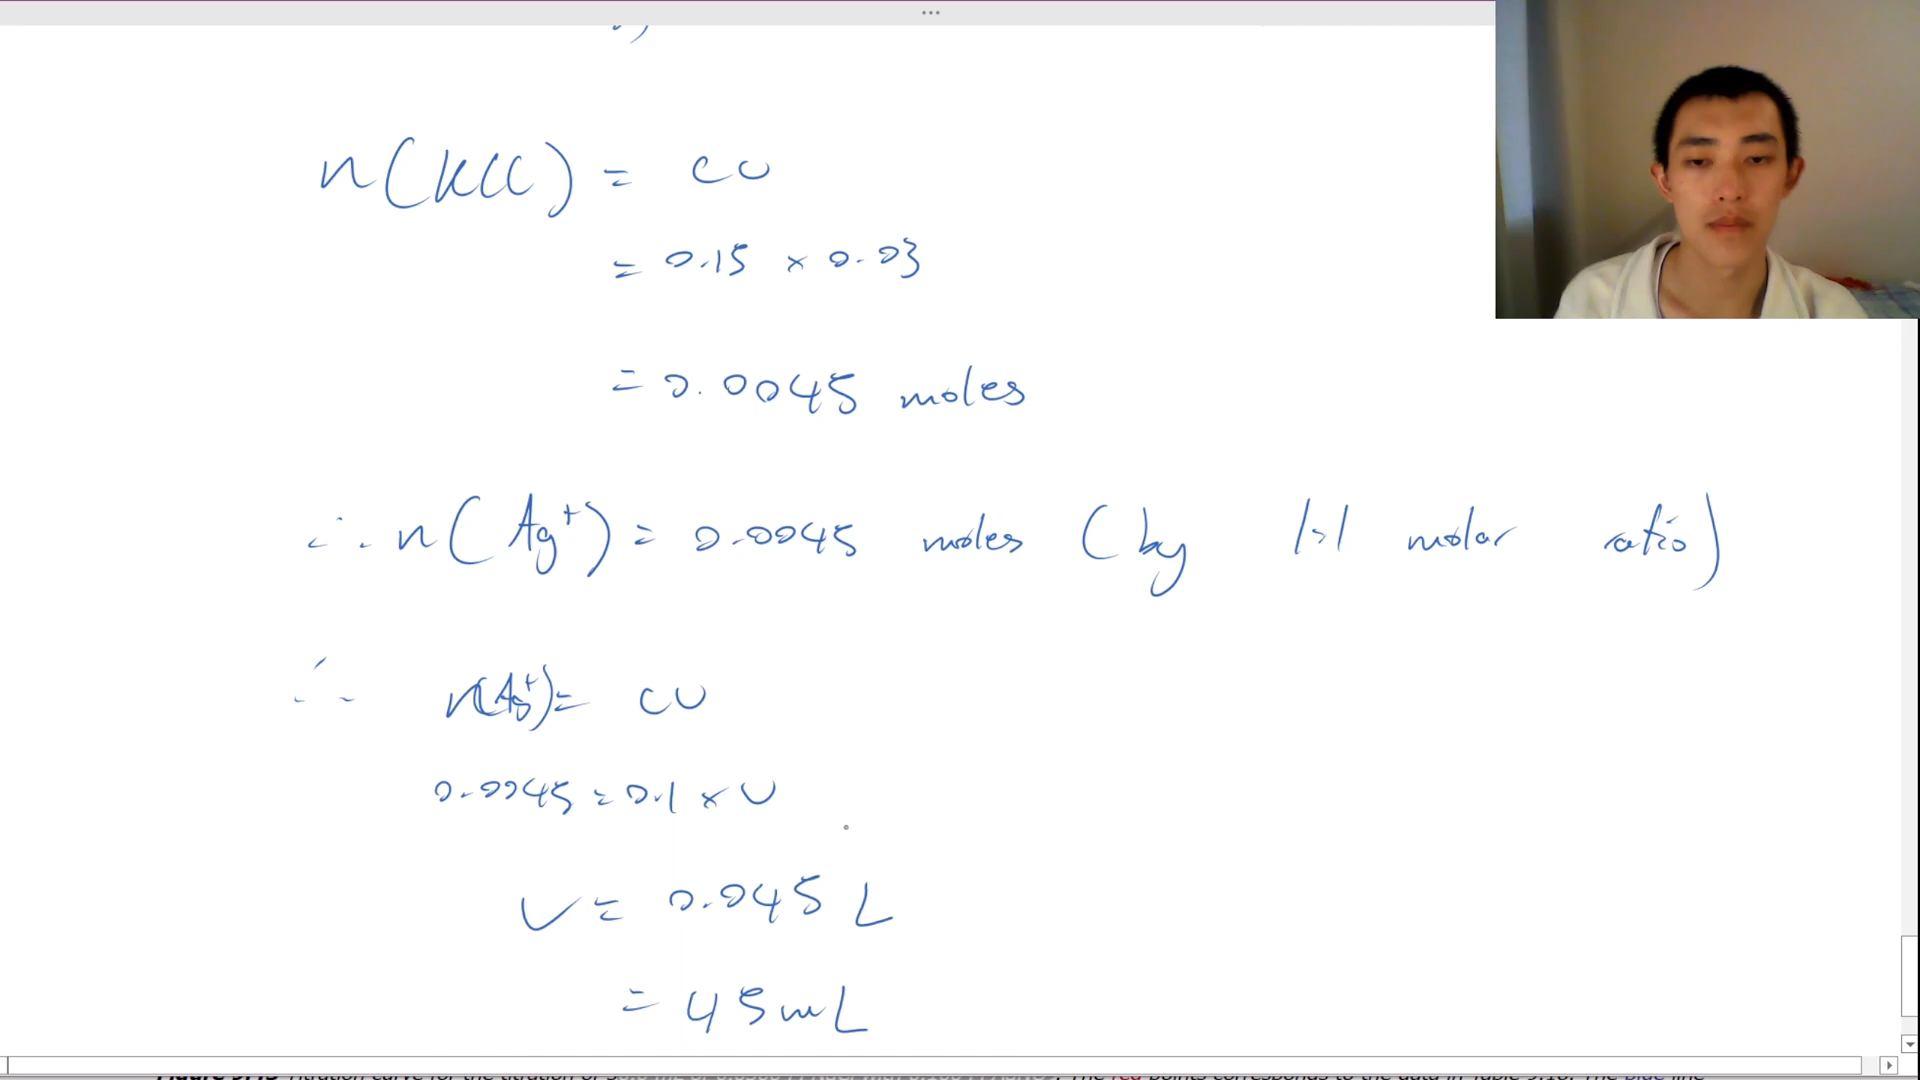 n(KCl) = cv
= 0.15 × 0.03
= 0.0045 moles
∴ n(Ag⁺) = 0.0045 moles (by 1:1 molar ratio)
∴ n(Ag⁺) = cv
0.0045 = 0.1 × V
V = 0.045 L
= 45 mL